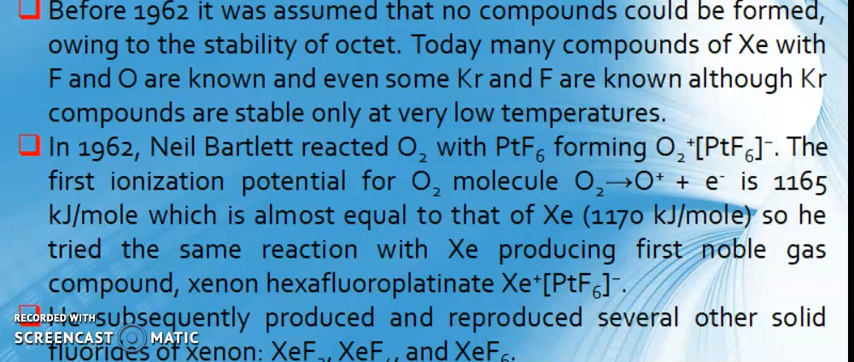 Before 1962 it was assumed that no compounds could be formed,
owing to the stability of octet. Today many compounds of Xe with
F and O are known and even some Kr and F are known although Kr
compounds are stable only at very low temperatures.
In 1962, Neil Bartlett reacted O₂ with PtF₆ forming O₂⁺[PtF₆]⁻. The
first ionization potential for O₂ molecule O₂→O⁺ + e⁻ is 1165
kJ/mole which is almost equal to that of Xe (1170 kJ/mole) so he
tried the same reaction with Xe producing first noble gas
compound, xenon hexafluoroplatinate Xe⁺[PtF₆]⁻.
He subsequently produced and reproduced several other solid
RECORDED WITH
SCREENCAST MATIC
fluorides of xenon: XeF₂, XeF₄, and XeF₆.